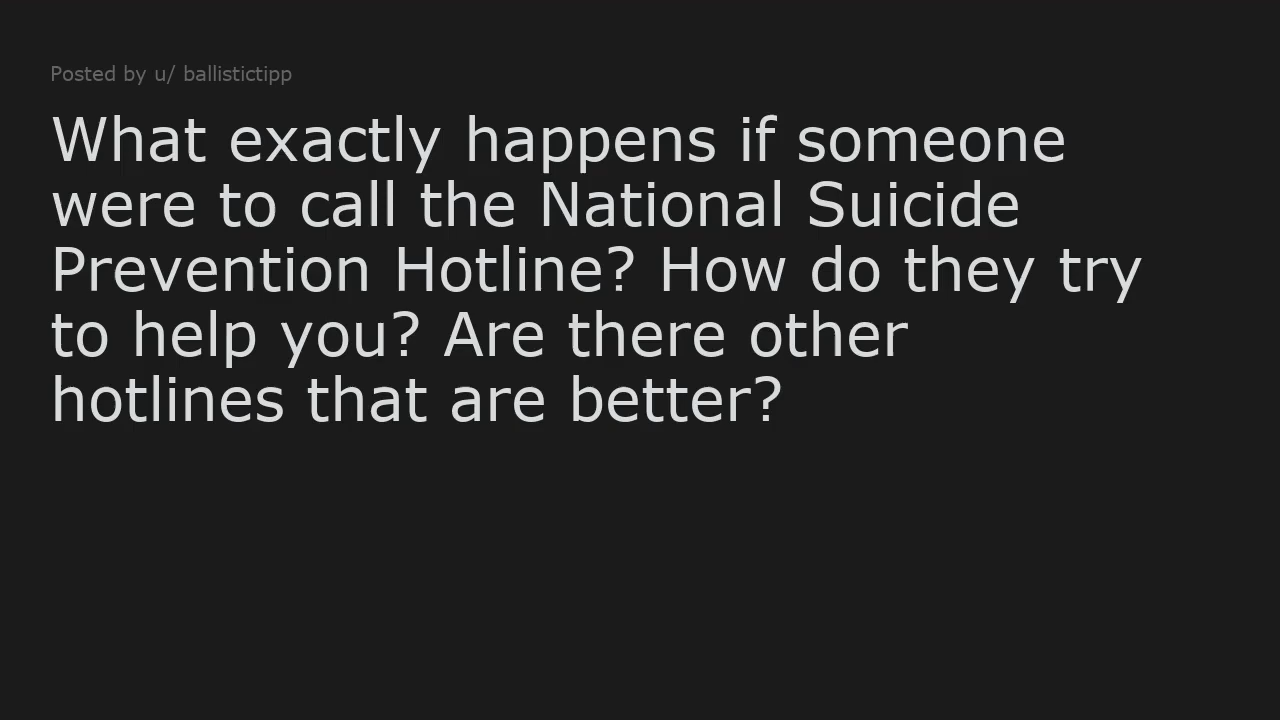 Posted by u/ ballistictipp
What exactly happens if someone
were to call the National Suicide
Prevention Hotline? How do they try
to help you? Are there other
hotlines that are better?